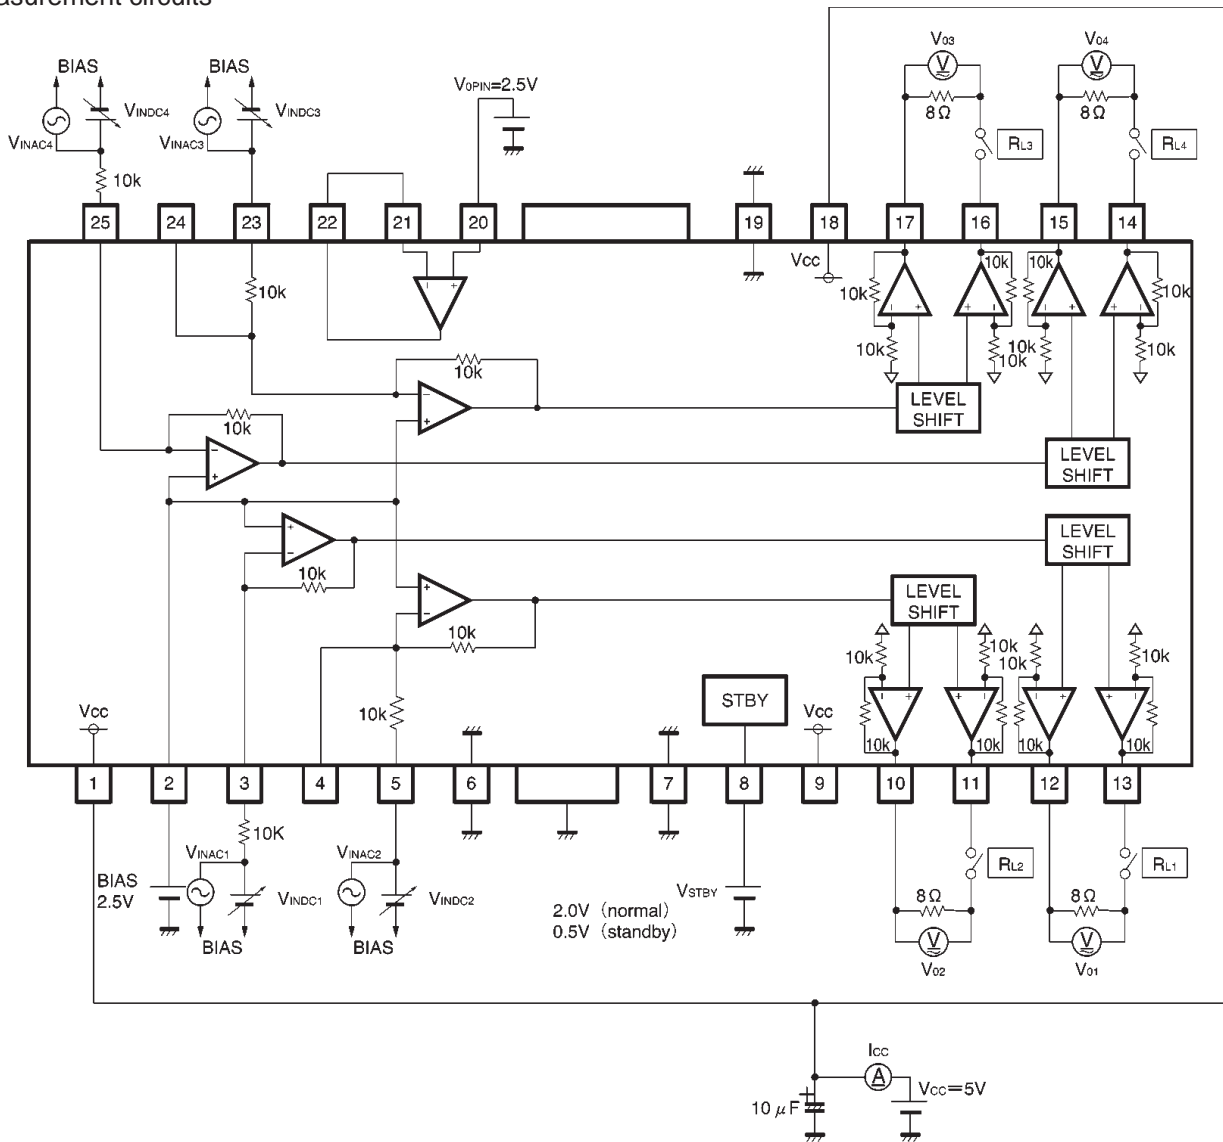 asurement circuits
BIAS
BIAS
VINDC4
VINDC3
VINAC4
VINAC3
10k
VOPIN=2.5V
V03
V04
8Ω
8Ω
RL3
RL4
25
24
23
22
21
20
19
18
17
16
15
14
Vcc
10k
− +
10k
10k
10k
10k
− +
+ −
− +
+ −
10k
10k
10k
10k
10k
−
+
LEVEL
SHIFT
10k
−
+
LEVEL
SHIFT
+
−
10k
LEVEL
SHIFT
+
−
10k
LEVEL
SHIFT
10k
10k
10k
10k
10k
STBY
Vcc
Vcc
− +
+ −
− +
+ −
10k
10k
10k
10k
1
2
3
4
5
6
7
8
9
10
11
12
13
10K
VINAC1
VINAC2
BIAS
2.5V
VINDC1
VINDC2
BIAS
BIAS
2.0V (normal)
0.5V (standby)
VSTBY
RL2
RL1
8Ω
8Ω
V
V
V
V
V02
V01
Icc
A
Vcc=5V
+
10 μF